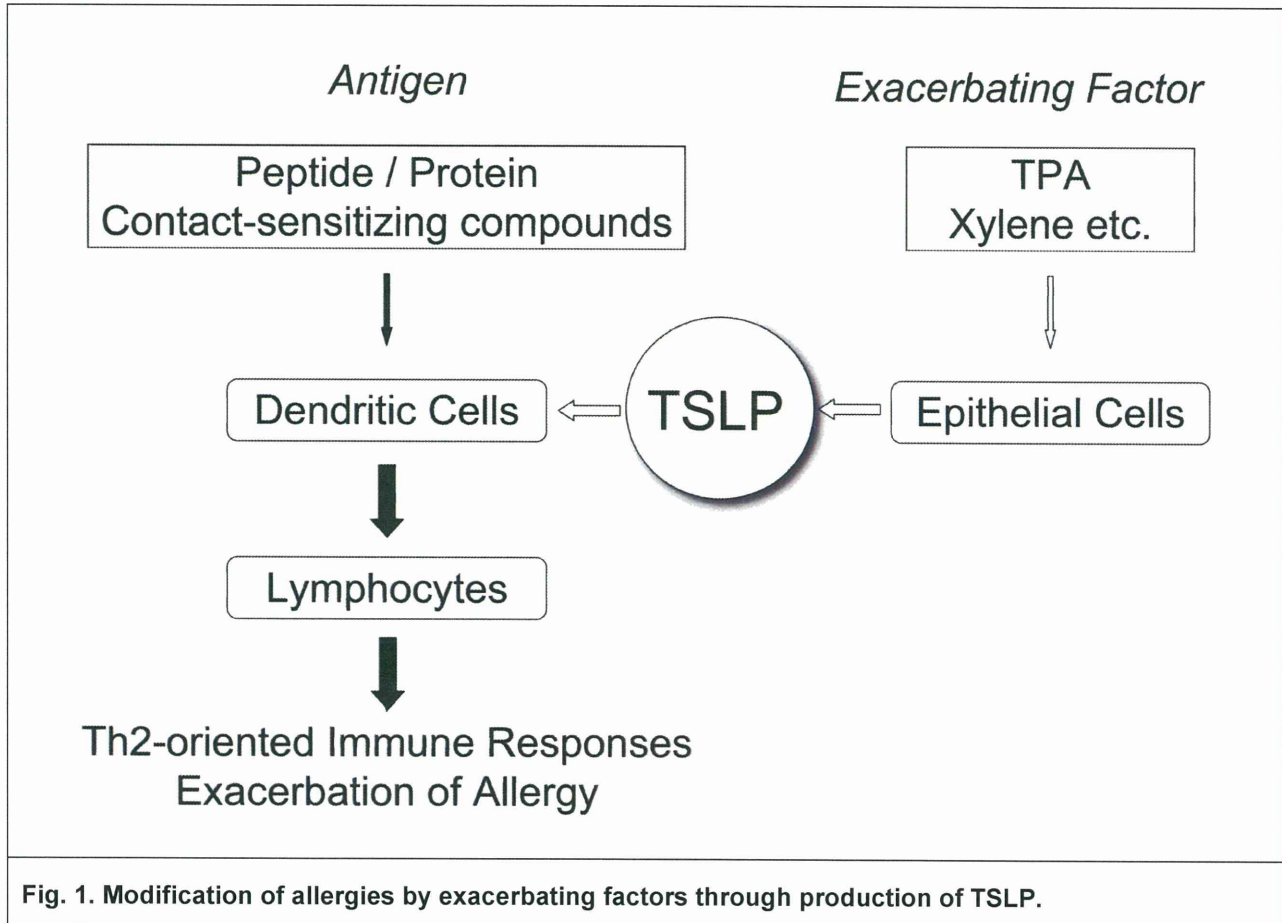 Antigen
Exacerbating Factor
Peptide / Protein
Contact-sensitizing compounds
TPA
Xylene etc.
Dendritic Cells
TSLP
Epithelial Cells
Lymphocytes
Th2-oriented Immune Responses
Exacerbation of Allergy
Fig. 1. Modification of allergies by exacerbating factors through production of TSLP.